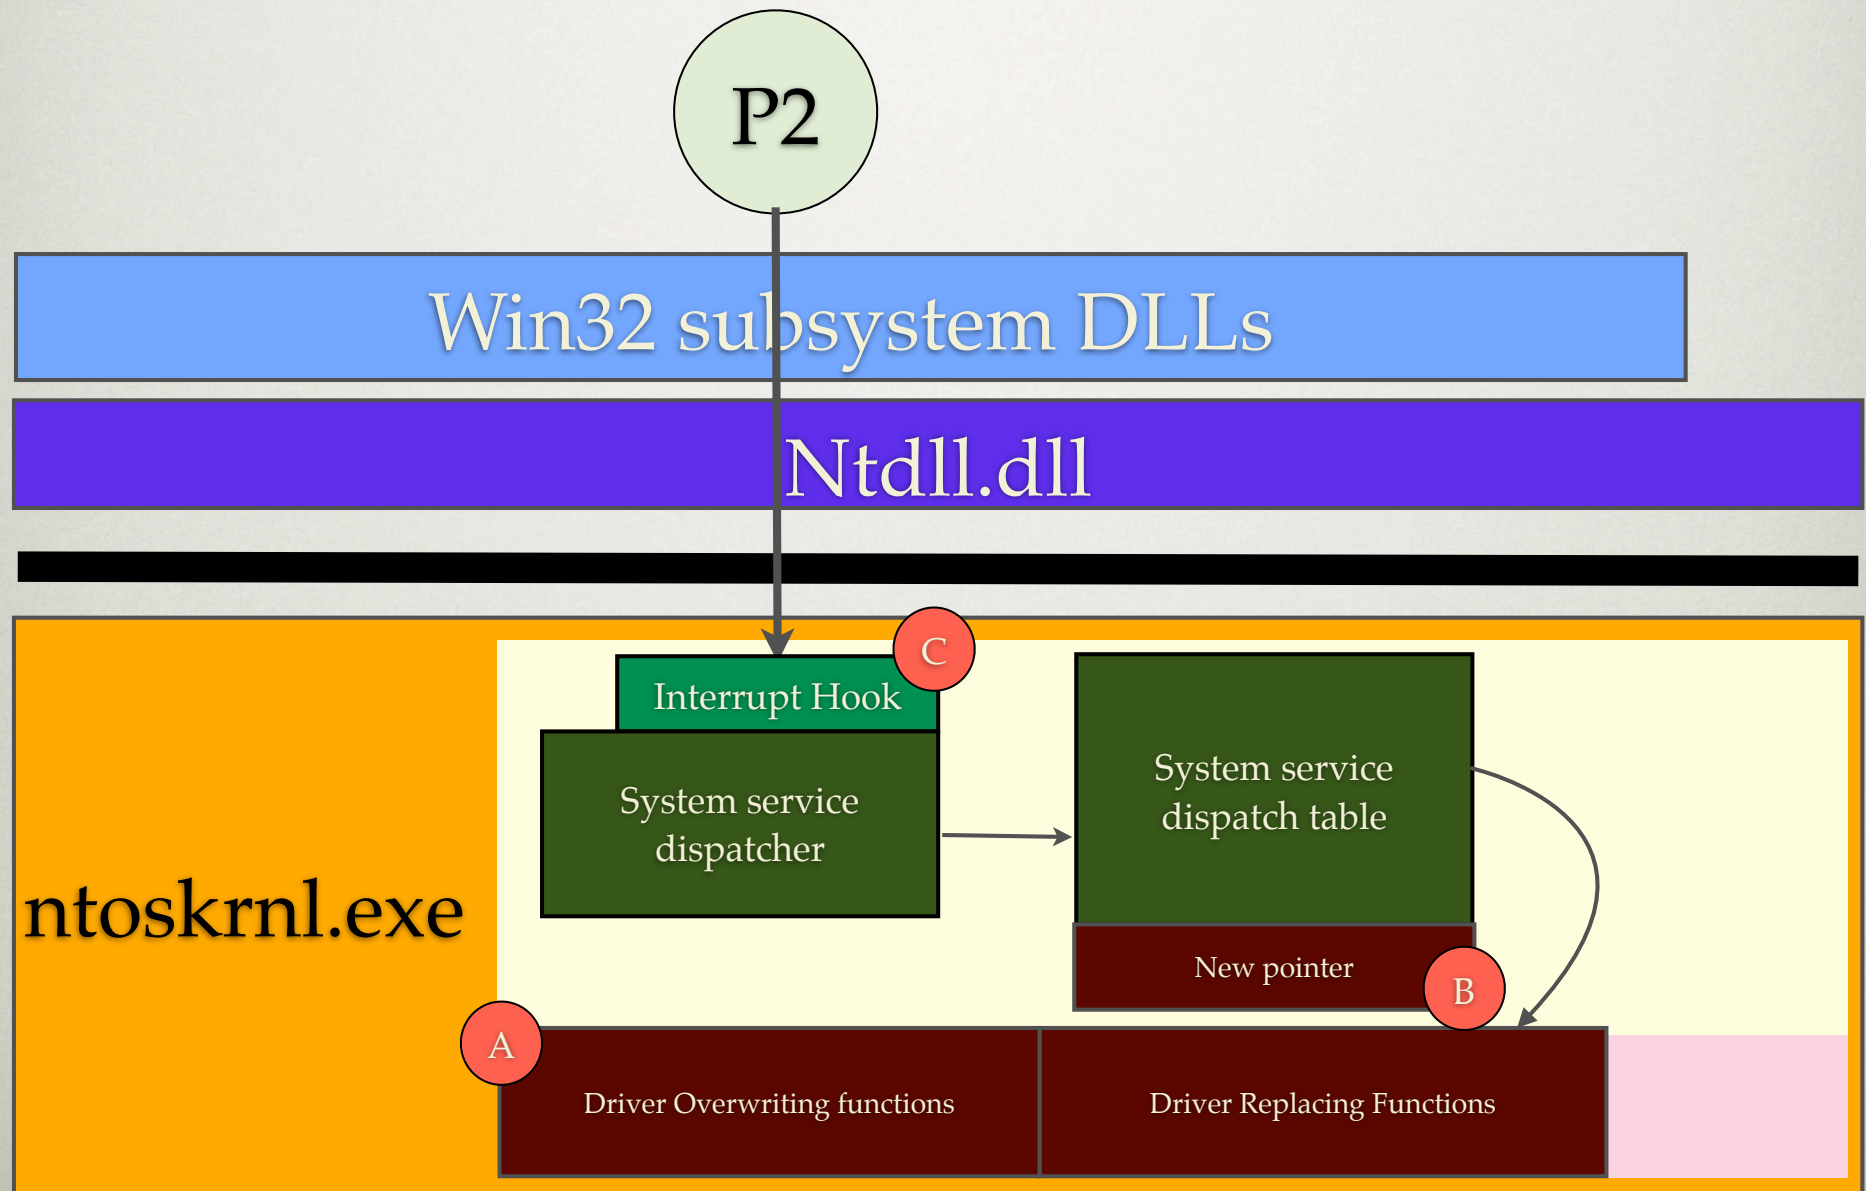 P2
Win32 subsystem DLLs
Ntdll.dll
C
Interrupt Hook
System service
dispatcher
System service
dispatch table
ntoskrnl.exe
New pointer
B
A
Driver Overwriting functions
Driver Replacing Functions